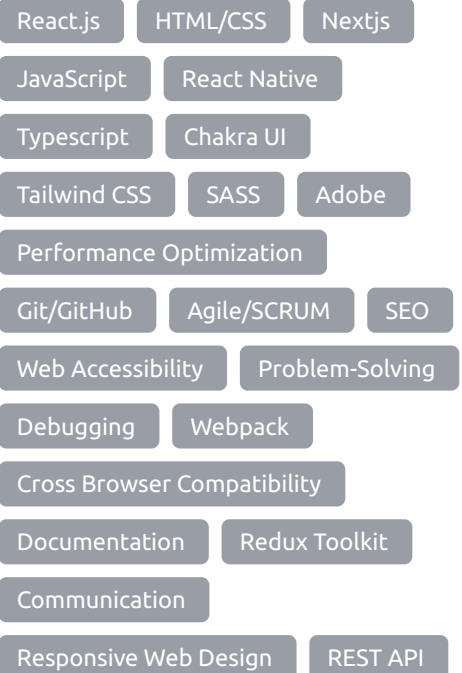 React.js HTML/CSS Nextjs
JavaScript React Native
Typescript Chakra UI
Tailwind CSS SASS Adobe
Performance Optimization
Git/GitHub Agile/SCRUM SEO
Web Accessibility Problem-Solving
Debugging Webpack
Cross Browser Compatibility
Documentation Redux Toolkit
Communication
Responsive Web Design REST API